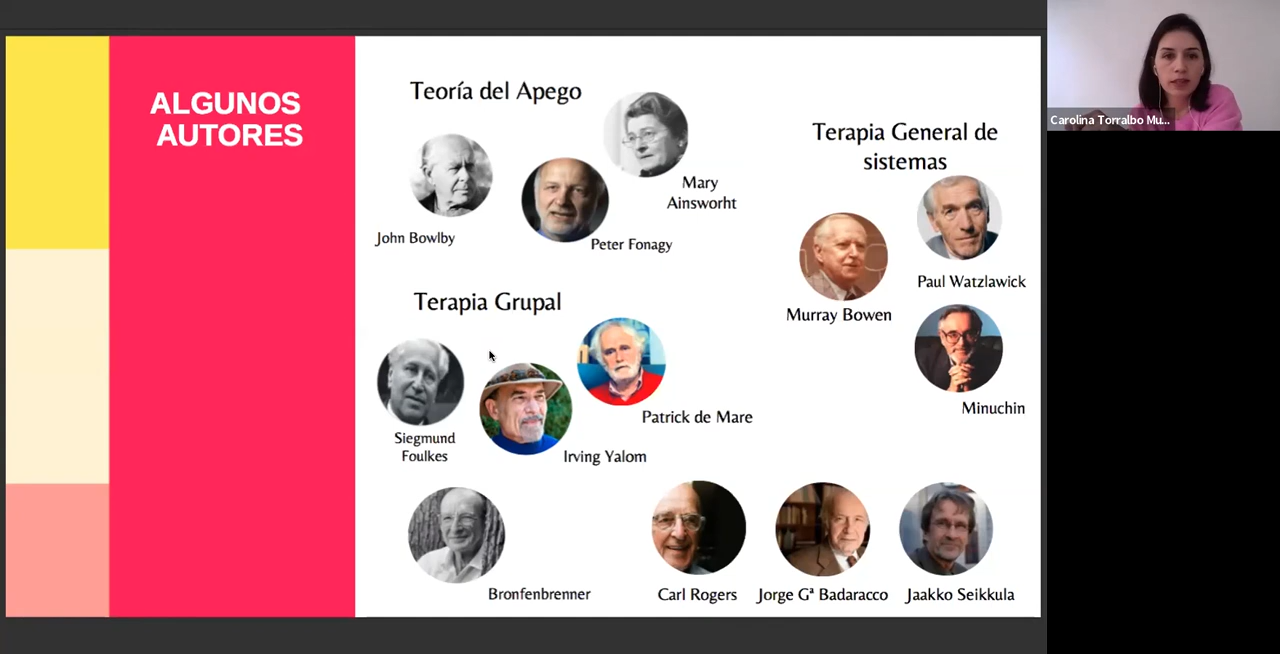 ALGUNOS
AUTORES
Teoría del Apego
John Bowlby
Peter Fonagy
Mary
Ainsworht
Terapia General de
sistemas
Murray Bowen
Paul Watzlawick
Minuchin
Terapia Grupal
Siegmund
Foulkes
Irving Yalom
Patrick de Mare
Bronfenbrenner
Carl Rogers
Jorge Gª Badaracco
Jaakko Seikkula
Carolina Torralbo Mu...